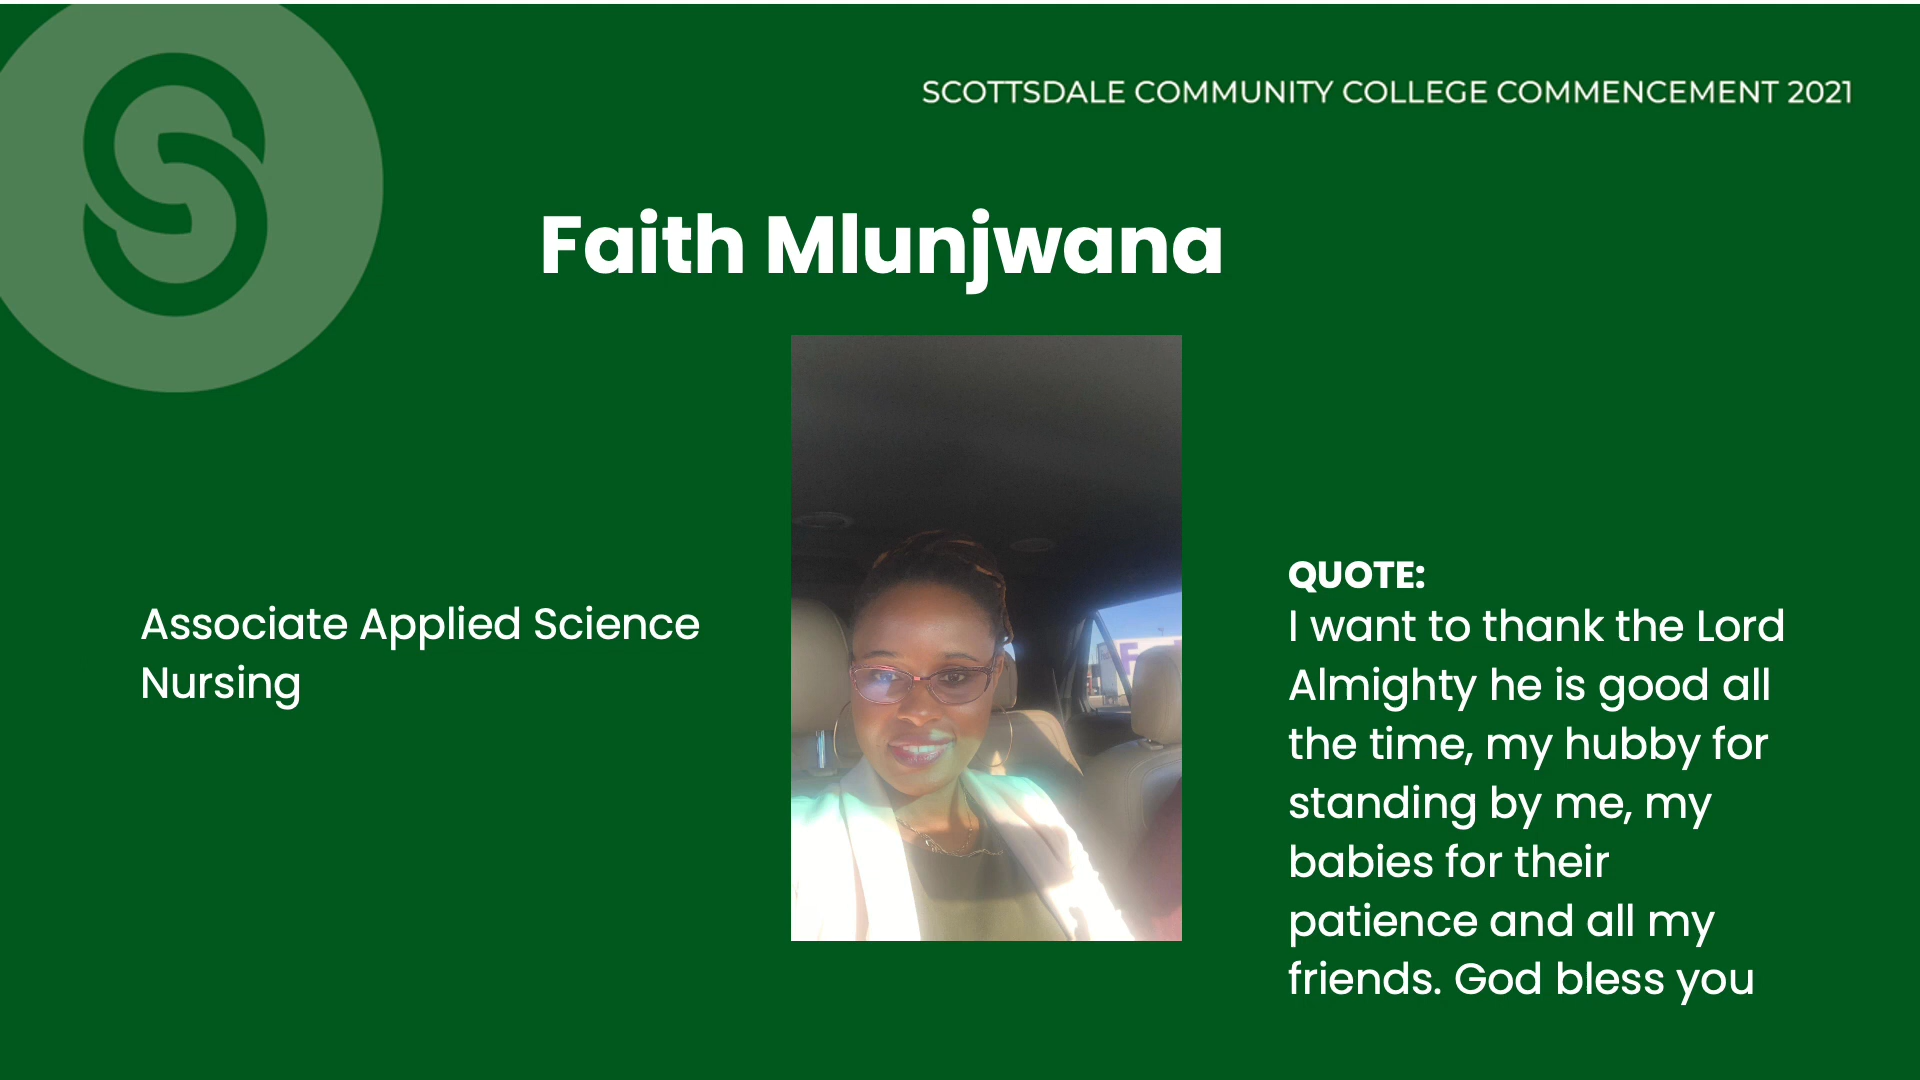 SCOTTSDALE COMMUNITY COLLEGE COMMENCEMENT 2021
Faith Mlunjwana
Associate Applied Science
Nursing
QUOTE:
I want to thank the Lord
Almighty he is good all
the time, my hubby for
standing by me, my
babies for their
patience and all my
friends. God bless you